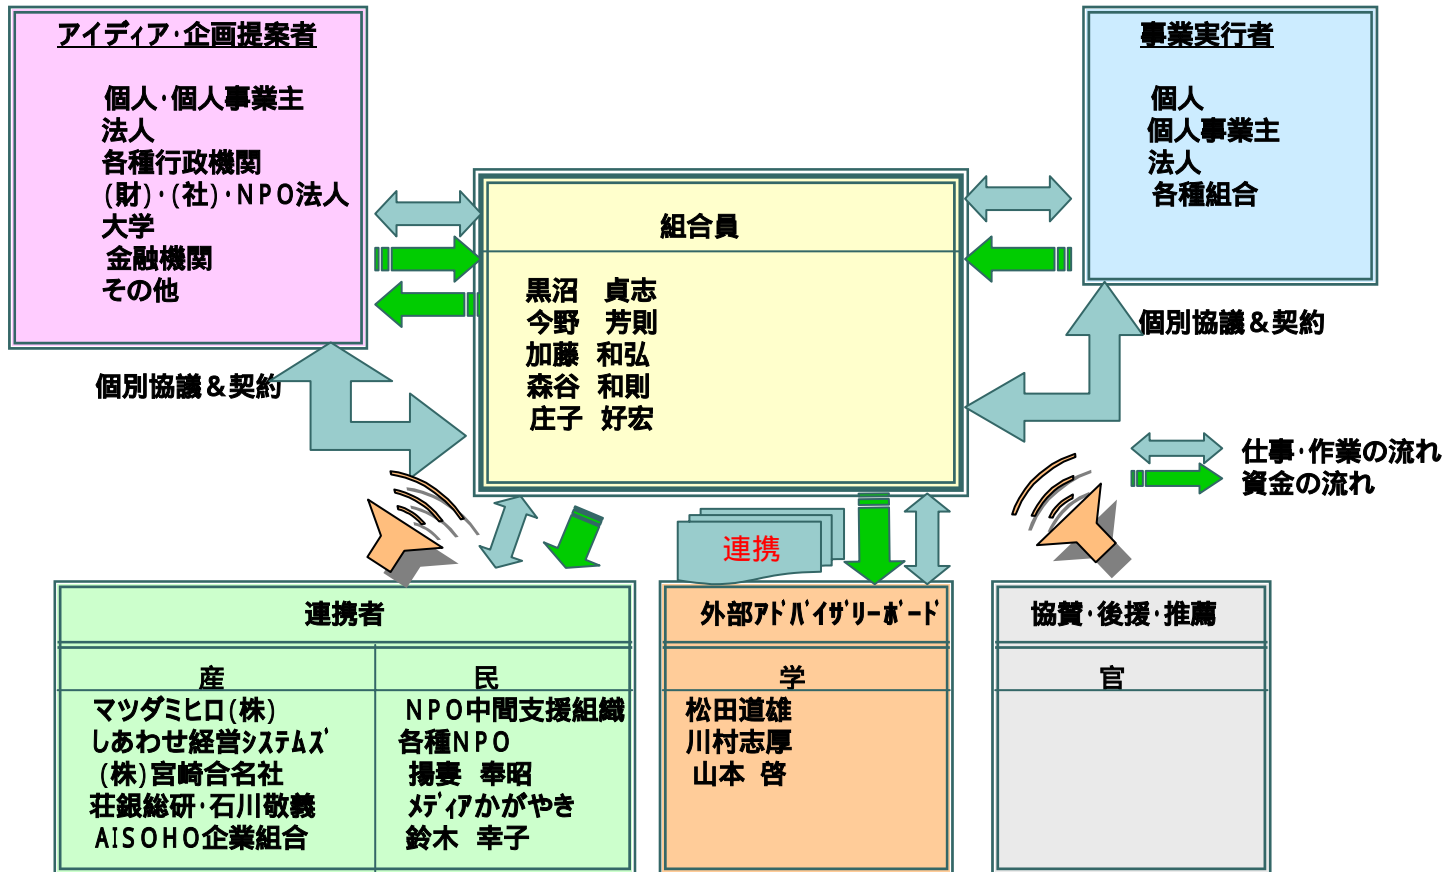 アイディア・企画提案者
個人・個人事業主
法人
各種行政機関
(財)・(社)・NPO法人
大学
金融機関
その他
個別協議＆契約
組合員
黒沼　貞志
今野　芳則
加藤　和弘
森谷　和則
庄子　好宏
事業実行者
個人
個人事業主
法人
各種組合
個別協議＆契約
仕事・作業の流れ
資金の流れ
連携
連携者
産
マツダミヒロ(株)
しあわせ経営ｼｽﾃﾑｽﾞ
(株)宮崎合名社
荘銀総研・石川敬義
AISOHO企業組合
民
NPO中間支援組織
各種NPO
揚妻　奉昭
ﾒﾃﾞｨｱかがやき
鈴木　幸子
外部ｱﾄﾞﾊﾞｲｻﾞﾘｰﾎﾞｰﾄﾞ
学
松田道雄
川村志厚
山本　啓
協賛・後援・推薦
官